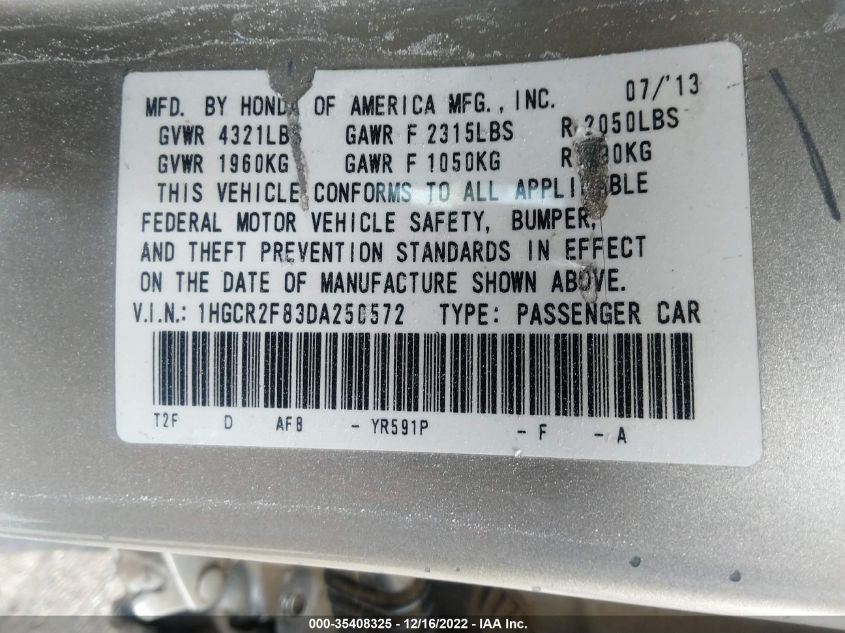 MFD. BY HONDA OF AMERICA MFG., INC. 07/'13
GVWR 4321LBS GAWR F 2315LBS R 2050LBS
GVWR 1960KG GAWR F 1050KG R
THIS VEHICLE CONFORMS TO ALL APPLICABLE
FEDERAL MOTOR VEHICLE SAFETY, BUMPER,
AND THEFT PREVENTION STANDARDS IN EFFECT
ON THE DATE OF MANUFACTURE SHOWN ABOVE.
V.I.N.: 1HGCR2F83DA250572 TYPE: PASSENGER CAR
T2F D AF8 - YR591P - F - A
000-35408325 - 12/16/2022 - IAA Inc.